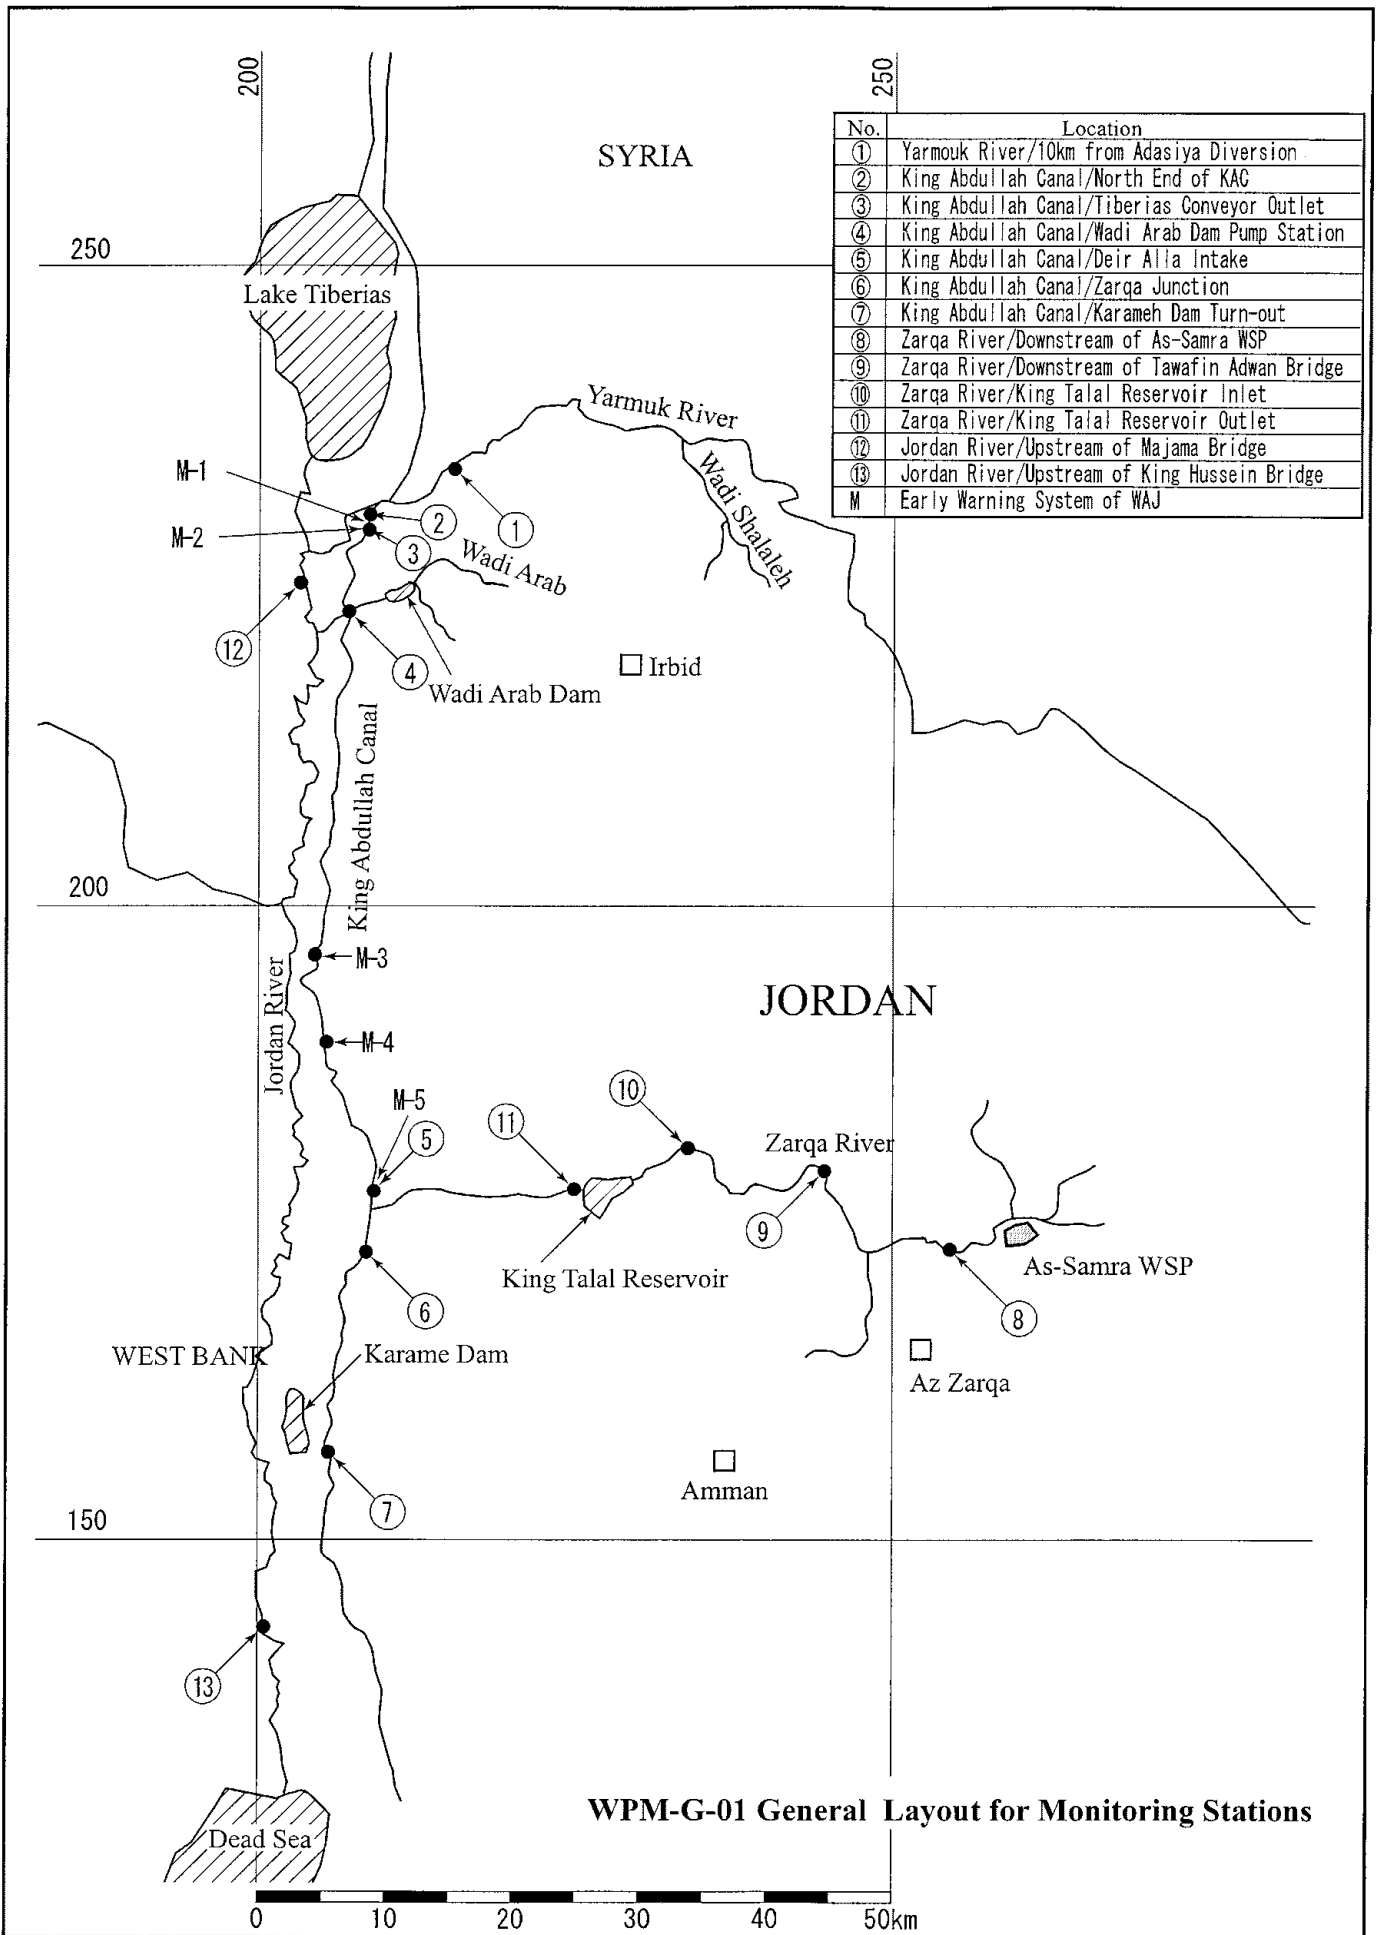 200
250
SYRIA
No. Location
① Yarmouk River/10km from Adasiya Diversion
② King Abdullah Canal/North End of KAC
③ King Abdullah Canal/Tiberias Conveyor Outlet
④ King Abdullah Canal/Wadi Arab Dam Pump Station
⑤ King Abdullah Canal/Deir Alla Intake
⑥ King Abdullah Canal/Zarqa Junction
⑦ King Abdullah Canal/Karameh Dam Turn-out
⑧ Zarqa River/Downstream of As-Samra WSP
⑨ Zarqa River/Downstream of Tawafin Adwan Bridge
⑩ Zarqa River/King Talal Reservoir Inlet
⑪ Zarqa River/King Talal Reservoir Outlet
⑫ Jordan River/Upstream of Majama Bridge
⑬ Jordan River/Upstream of King Hussein Bridge
M Early Warning System of WAJ
250
Lake Tiberias
Yarmuk River
Wadi Shalaleh
M-1
M-2
②
①
③
Wadi Arab
⑫
④
Irbid
Wadi Arab Dam
King Abdullah Canal
200
M-3
Jordan River
JORDAN
M-4
M-5
⑤
⑪
⑩
Zarqa River
⑨
King Talal Reservoir
As-Samra WSP
⑥
⑧
WEST BANK
Karame Dam
Az Zarqa
Amman
⑦
150
⑬
WPM-G-01 General Layout for Monitoring Stations
Dead Sea
0 10 20 30 40 50km